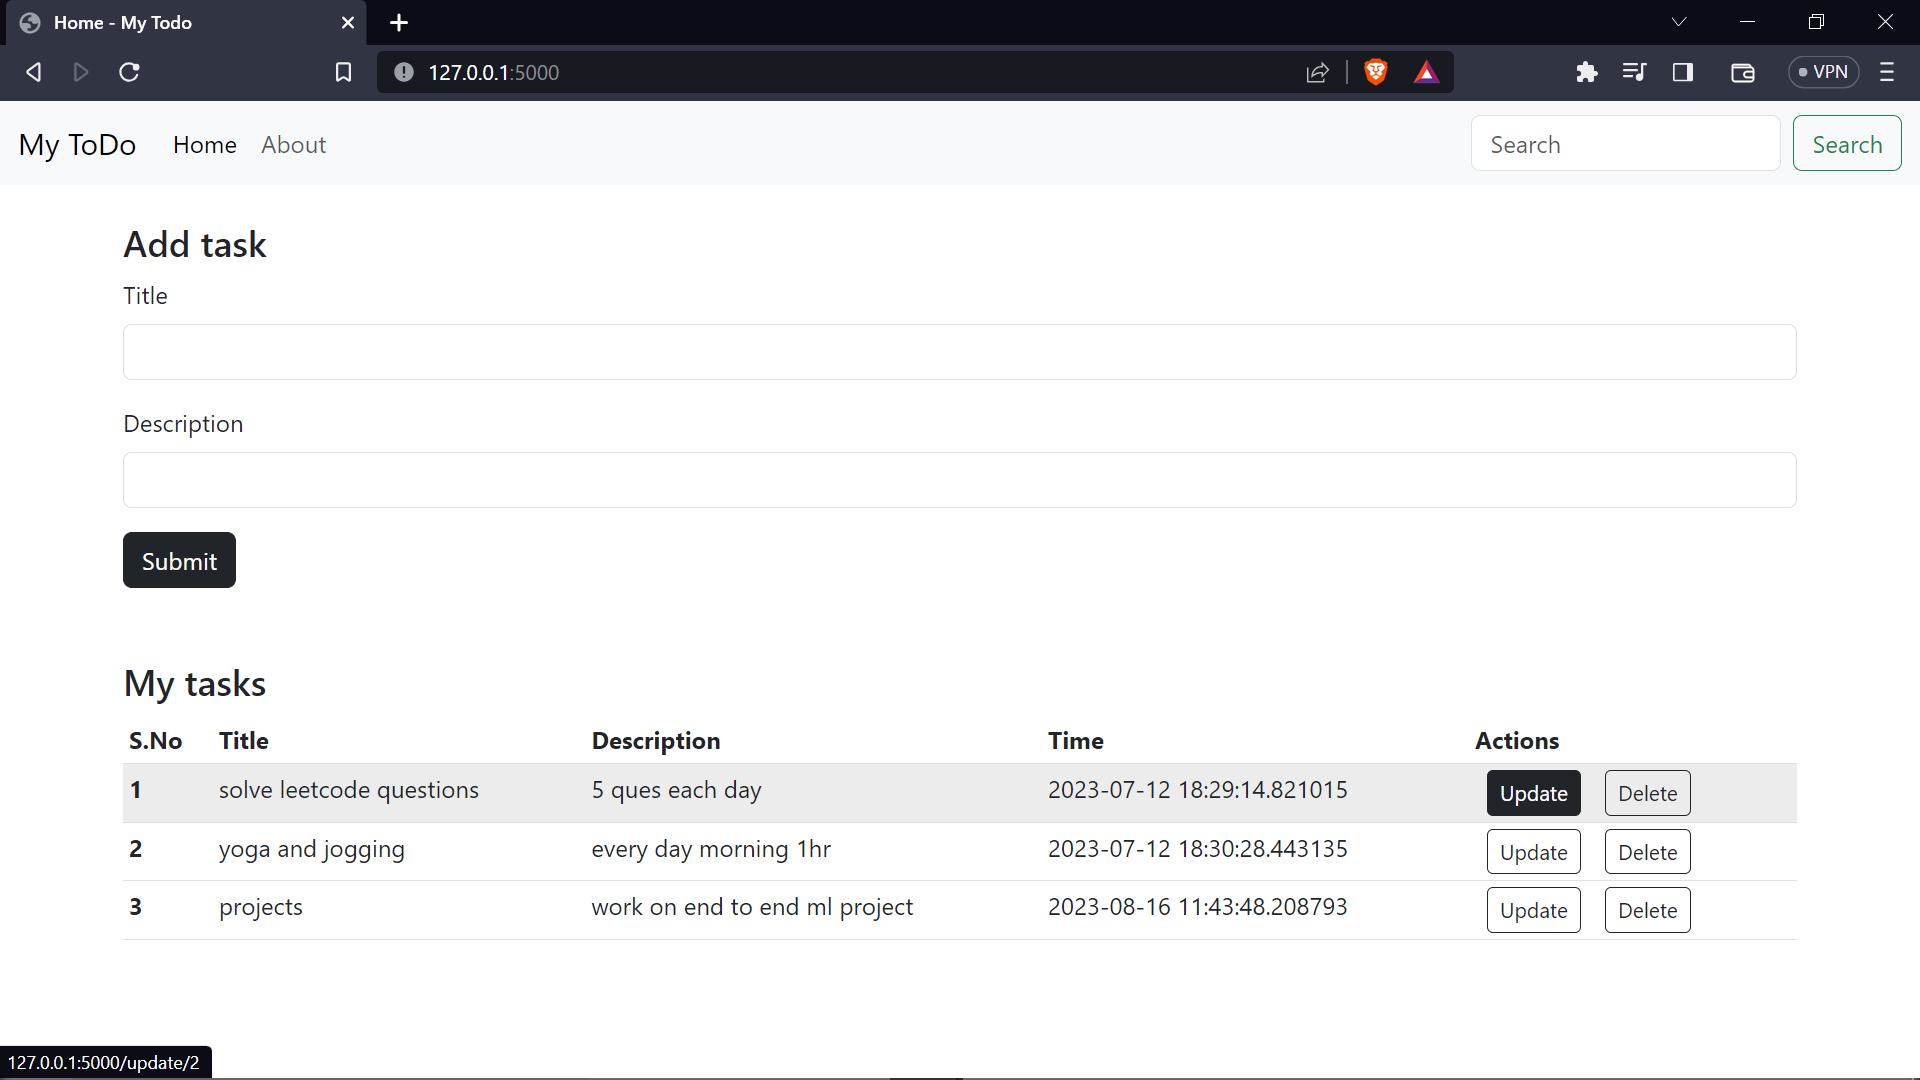 Home - My Todo
127.0.0.1:5000
VPN
My ToDo Home About Search Search
Add task
Title
Description
Submit
My tasks
S.No Title Description Time Actions
1 solve leetcode questions 5 ques each day 2023-07-12 18:29:14.821015 Update Delete
2 yoga and jogging every day morning 1hr 2023-07-12 18:30:28.443135 Update Delete
3 projects work on end to end ml project 2023-08-16 11:43:48.208793 Update Delete
127.0.0.1:5000/update/2